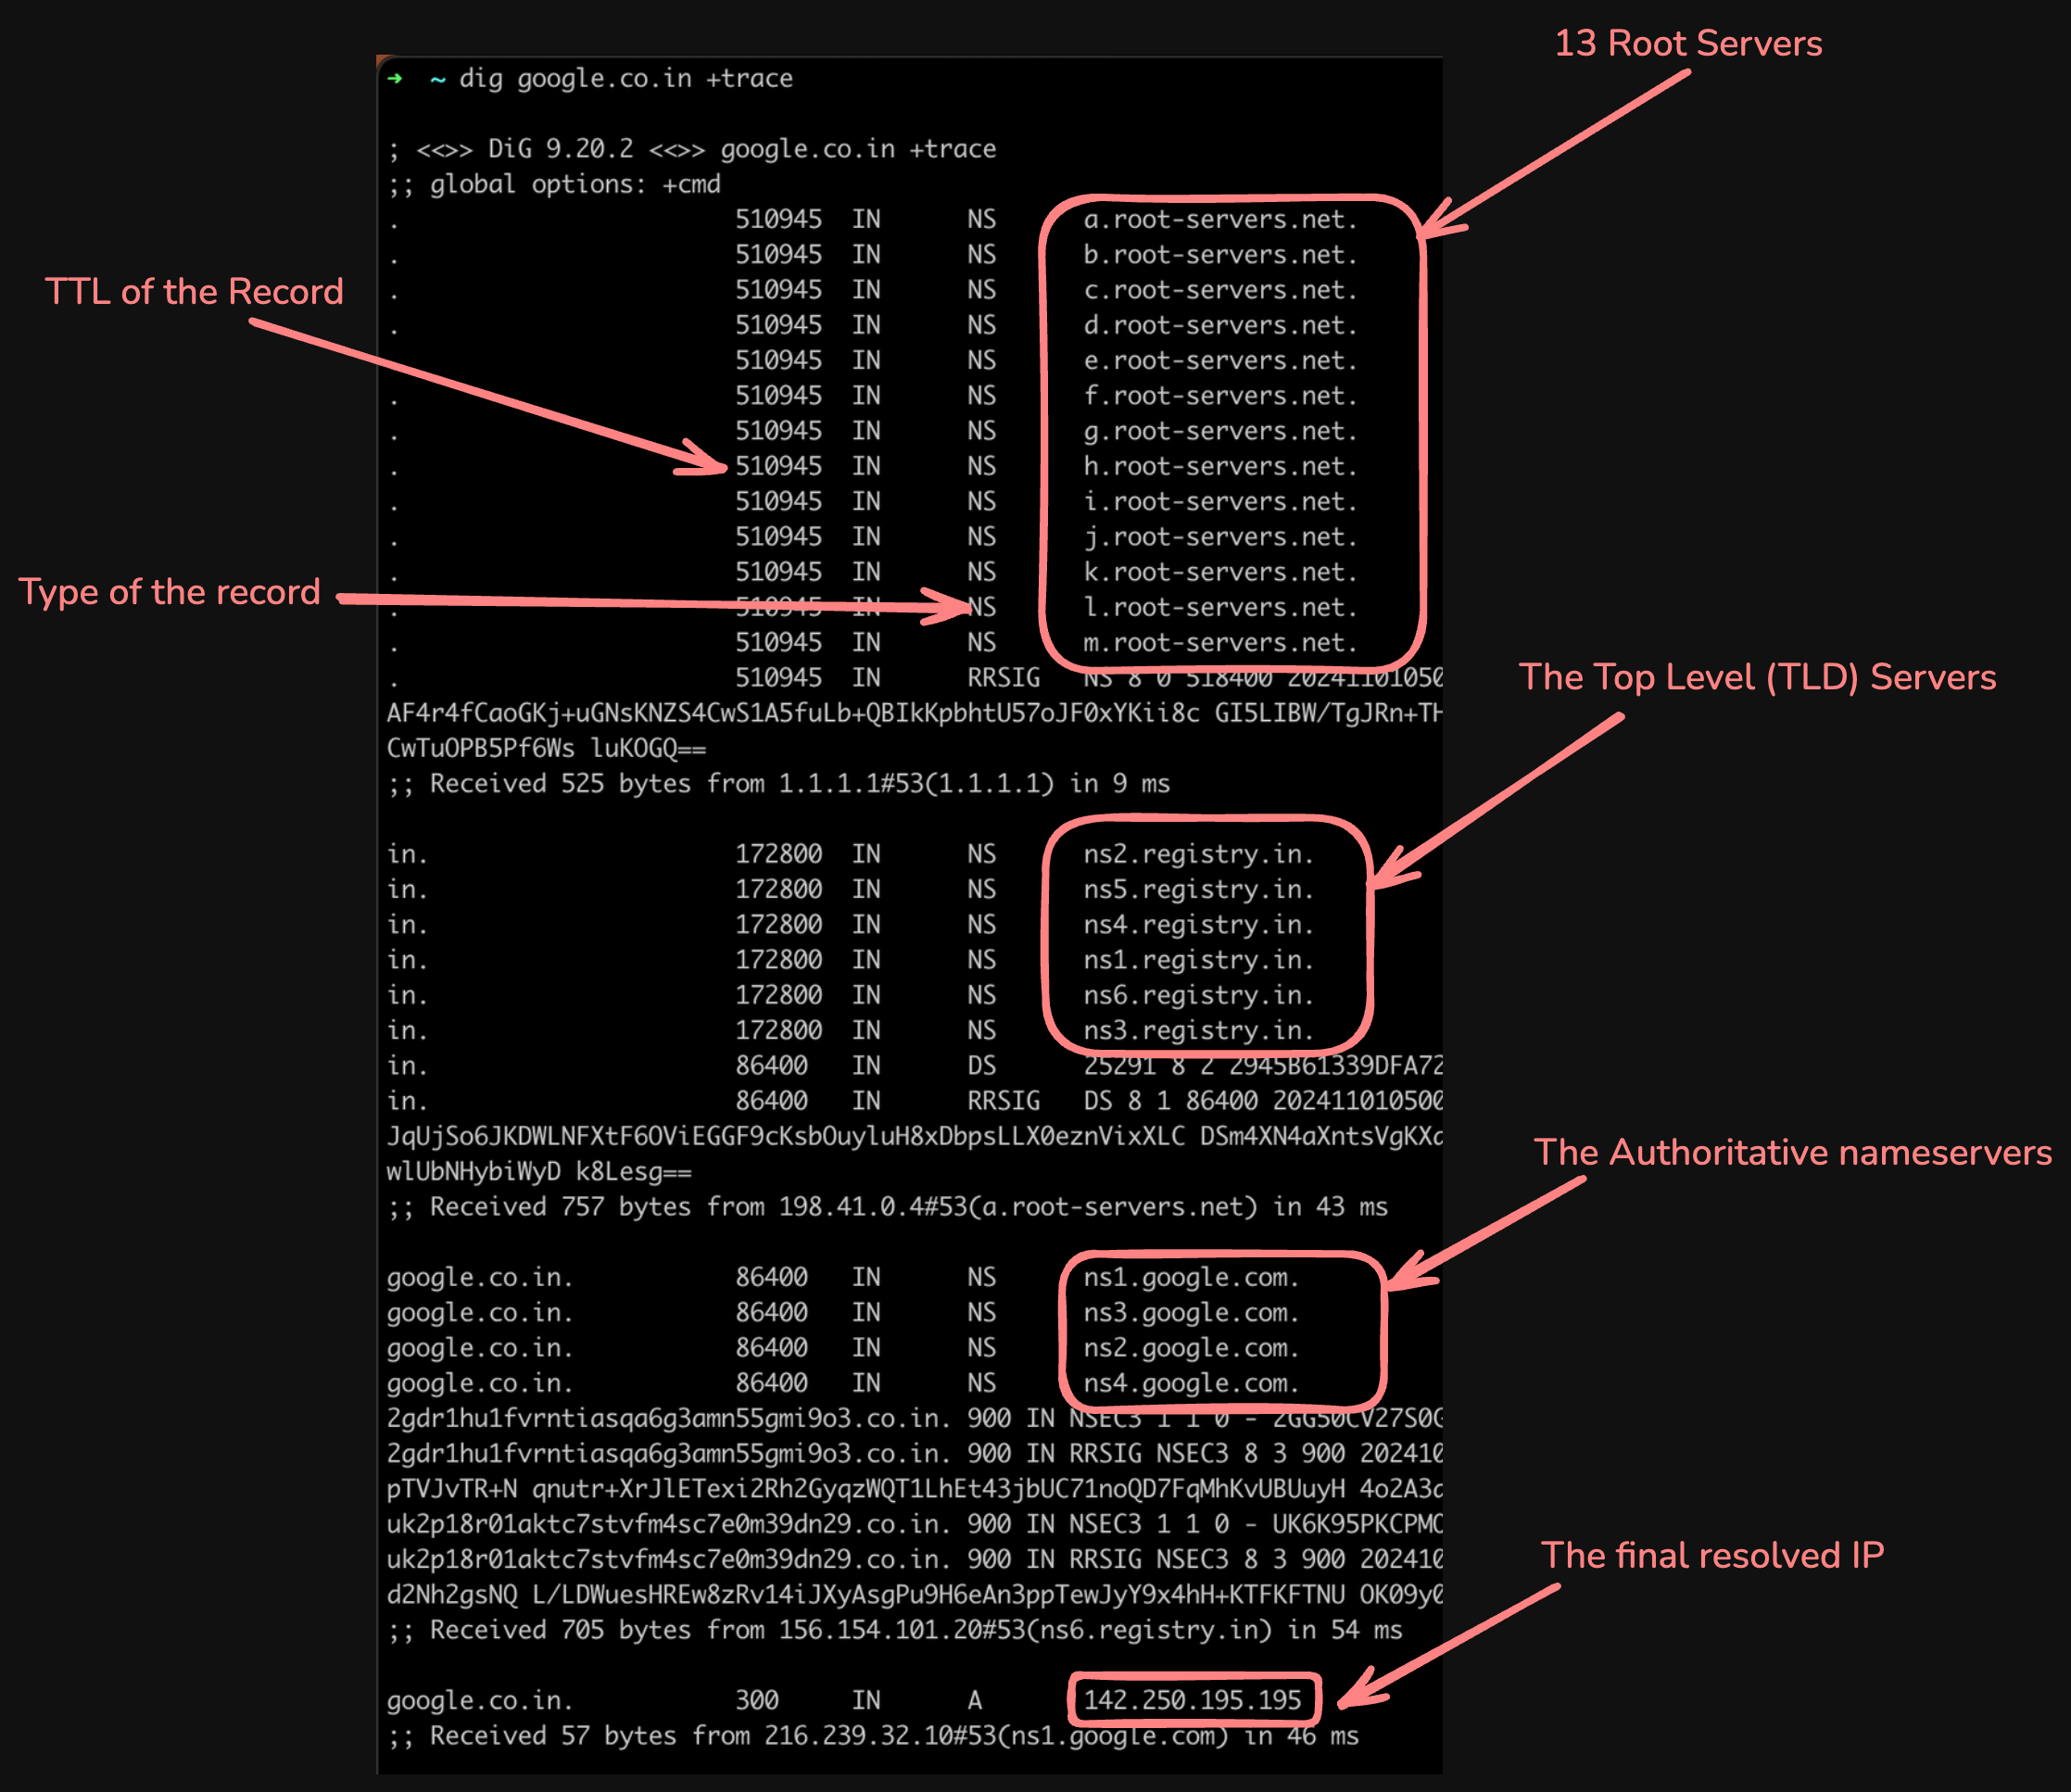 13 Root Servers
➜ ~ dig google.co.in +trace
; <<>> DiG 9.20.2 <<>> google.co.in +trace
;; global options: +cmd
. 510945 IN NS a.root-servers.net.
. 510945 IN NS b.root-servers.net.
TTL of the Record
. 510945 IN NS c.root-servers.net.
. 510945 IN NS d.root-servers.net.
510945 IN NS e.root-servers.net.
. 510945 IN NS f.root-servers.net.
. 510945 IN NS g.root-servers.net.
. 510945 IN NS h.root-servers.net.
. 510945 IN NS i.root-servers.net.
. 510945 IN NS j.root-servers.net.
. 510945 IN NS k.root-servers.net.
Type of the record
. 510945 IN NS l.root-servers.net.
. 510945 IN NS m.root-servers.net.
The Top Level (TLD) Servers
. 510945 IN RRSIG NS 8 0 518400 20241101050
AF4r4fCaoGKj+uGNsKNZS4CwS1A5fuLb+QBIkKpbhtU57oJF0xYKii8c GI5LIBW/TgJRn+TH
CwTuOPB5Pf6Ws luKOGQ==
;; Received 525 bytes from 1.1.1.1#53(1.1.1.1) in 9 ms
in. 172800 IN NS ns2.registry.in.
in. 172800 IN NS ns5.registry.in.
in. 172800 IN NS ns4.registry.in.
in. 172800 IN NS ns1.registry.in.
in. 172800 IN NS ns6.registry.in.
in. 172800 IN NS ns3.registry.in.
in. 86400 IN DS 25291 8 2 2945B61339DFA72
in. 86400 IN RRSIG DS 8 1 86400 202411010500
JqUjSo6JKDWLNFXtF6OViEGGF9cKsbOuyluH8xDbpsLLX0eznVixXLC DSm4XN4aXntsVgKX
wlUbNHybiWyD k8Lesg==
The Authoritative nameservers
;; Received 757 bytes from 198.41.0.4#53(a.root-servers.net) in 43 ms
google.co.in. 86400 IN NS ns1.google.com.
google.co.in. 86400 IN NS ns3.google.com.
google.co.in. 86400 IN NS ns2.google.com.
google.co.in. 86400 IN NS ns4.google.com.
2gdr1hu1fvrntiasqa6g3amn55gmi9o3.co.in. 900 IN NSEC3 1 1 0 - 2GG50CV27S0G
2gdr1hu1fvrntiasqa6g3amn55gmi9o3.co.in. 900 IN RRSIG NSEC3 8 3 900 202410
pTVJvTR+N qnutr+XrJlETexi2Rh2GyqzWQT1LhEt43jbUC71noQD7FqMhKvUBUuyH 4o2A3
uk2p18r01aktc7stvfm4sc7e0m39dn29.co.in. 900 IN NSEC3 1 1 0 - UK6K95PKCPMO
The final resolved IP
uk2p18r01aktc7stvfm4sc7e0m39dn29.co.in. 900 IN RRSIG NSEC3 8 3 900 202410
d2Nh2gsNQ L/LDWuesHREw8zRv14iJXyAsgPu9H6eAn3ppTewJyY9x4hH+KTFKFTNU OK09y0
;; Received 705 bytes from 156.154.101.20#53(ns6.registry.in) in 54 ms
google.co.in. 300 IN A 142.250.195.195
;; Received 57 bytes from 216.239.32.10#53(ns1.google.com) in 46 ms